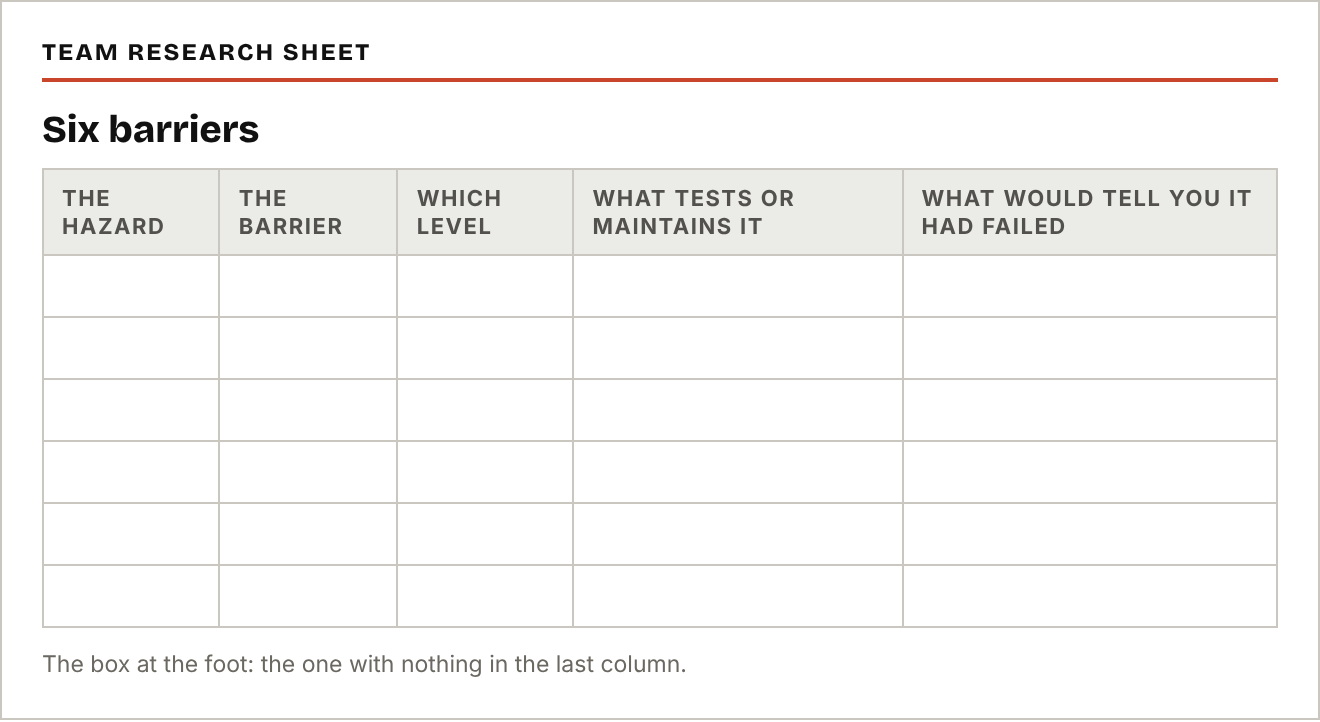 TEAM RESEARCH SHEET
Six barriers
THE HAZARD
THE BARRIER
WHICH LEVEL
WHAT TESTS OR MAINTAINS IT
WHAT WOULD TELL YOU IT HAD FAILED
The box at the foot: the one with nothing in the last column.